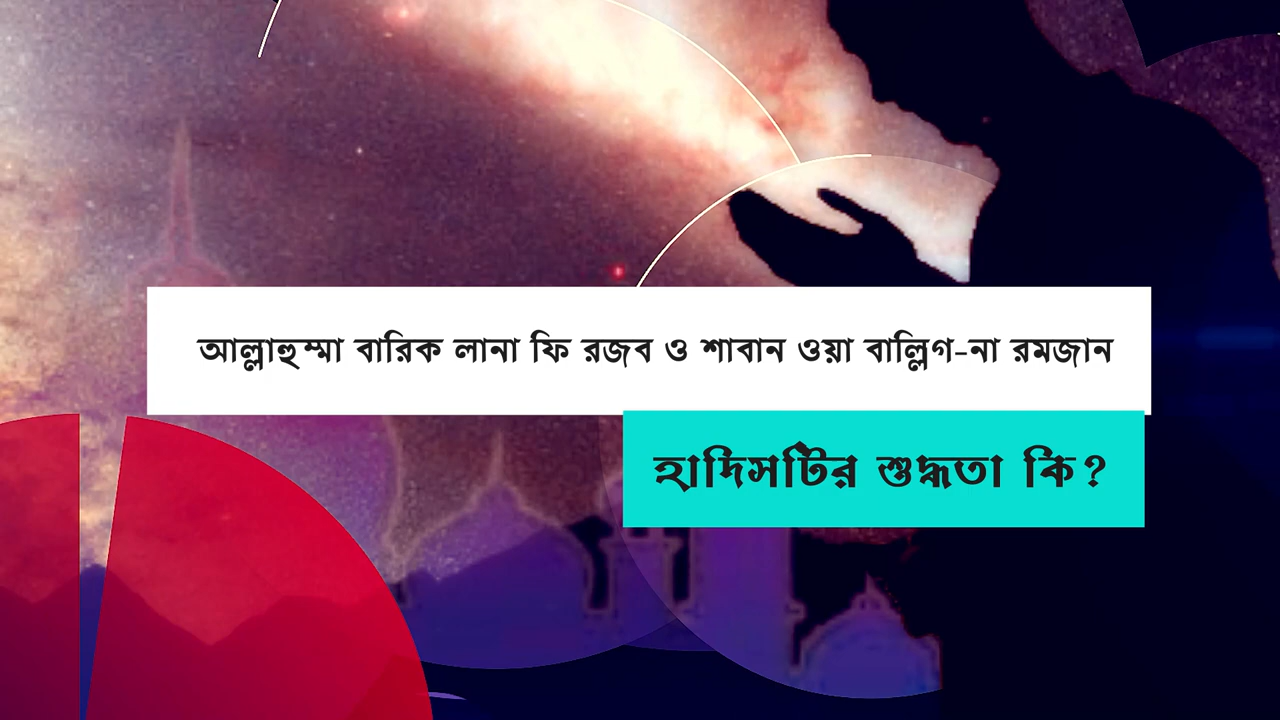 আল্লাহুম্মা বারিক লানা ফি রজব ও শাবান ওয়া বাল্লিগ-না রমজান
হাদিসটির শুদ্ধতা কি?